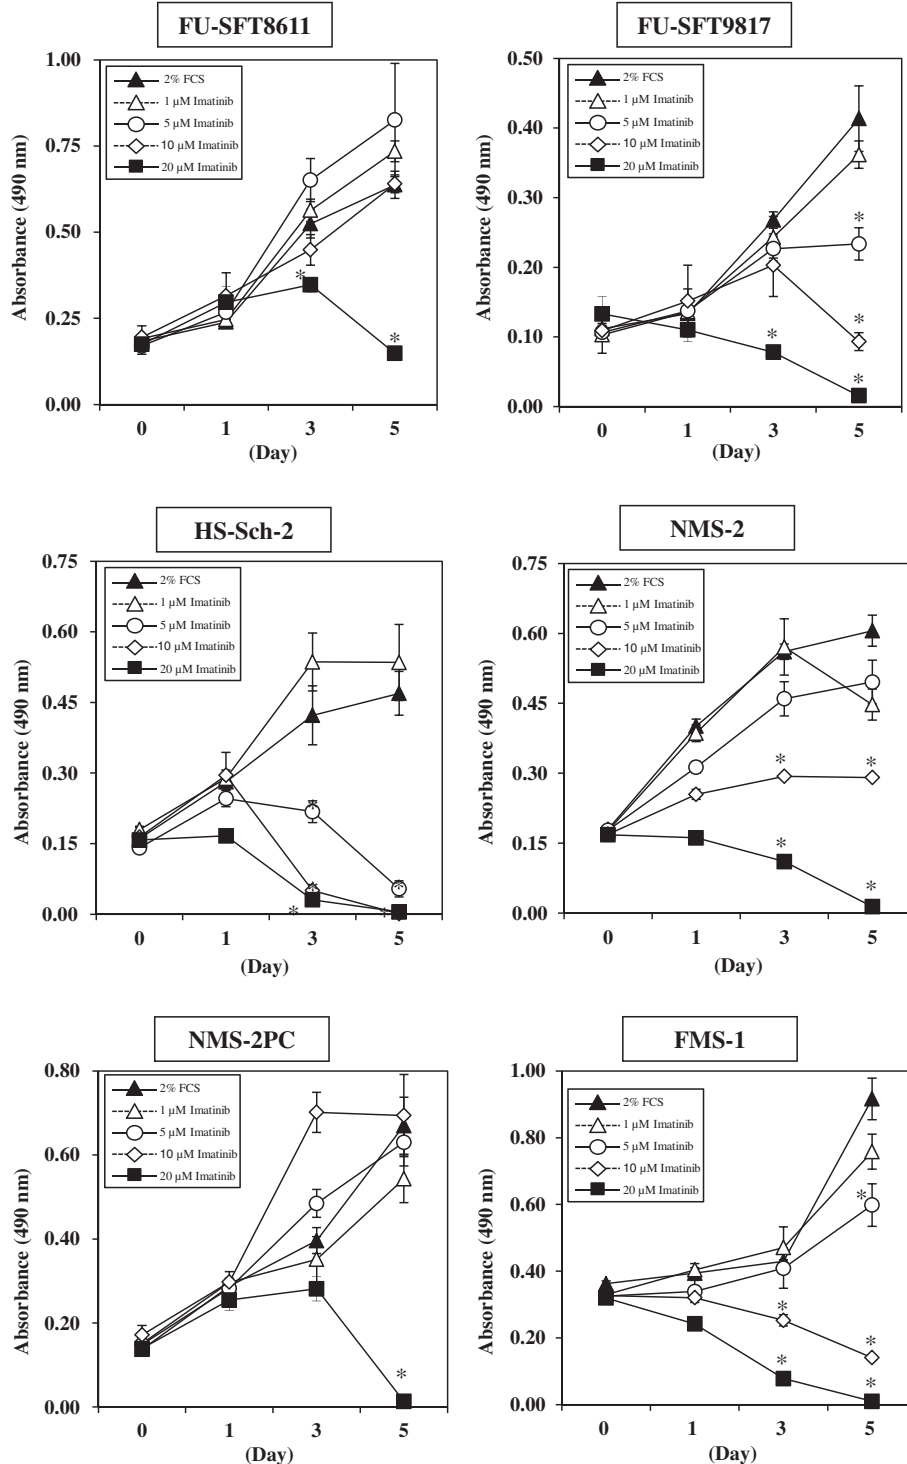 FU-SFT8611
1.00
0.75
0.50
0.25
0.00
Absorbance (490 nm)
2% FCS
1 µM Imatinib
5 µM Imatinib
10 µM Imatinib
20 µM Imatinib
*
*
0 1 3 5
(Day)
FU-SFT9817
0.50
0.40
0.30
0.20
0.10
0.00
Absorbance (490 nm)
2% FCS
1 µM Imatinib
5 µM Imatinib
10 µM Imatinib
20 µM Imatinib
*
*
*
*
0 1 3 5
(Day)
HS-Sch-2
0.75
0.60
0.45
0.30
0.15
0.00
Absorbance (490 nm)
2% FCS
1 µM Imatinib
5 µM Imatinib
10 µM Imatinib
20 µM Imatinib
*
*
*
*
*
0 1 3 5
(Day)
NMS-2
0.75
0.60
0.45
0.30
0.15
0.00
Absorbance (490 nm)
2% FCS
1 µM Imatinib
5 µM Imatinib
10 µM Imatinib
20 µM Imatinib
* *
*
*
0 1 3 5
(Day)
NMS-2PC
0.80
0.60
0.40
0.20
0.00
Absorbance (490 nm)
2% FCS
1 µM Imatinib
5 µM Imatinib
10 µM Imatinib
20 µM Imatinib
*
0 1 3 5
(Day)
FMS-1
1.00
0.80
0.60
0.40
0.20
0.00
Absorbance (490 nm)
2% FCS
1 µM Imatinib
5 µM Imatinib
10 µM Imatinib
20 µM Imatinib
*
*
*
*
*
0 1 3 5
(Day)